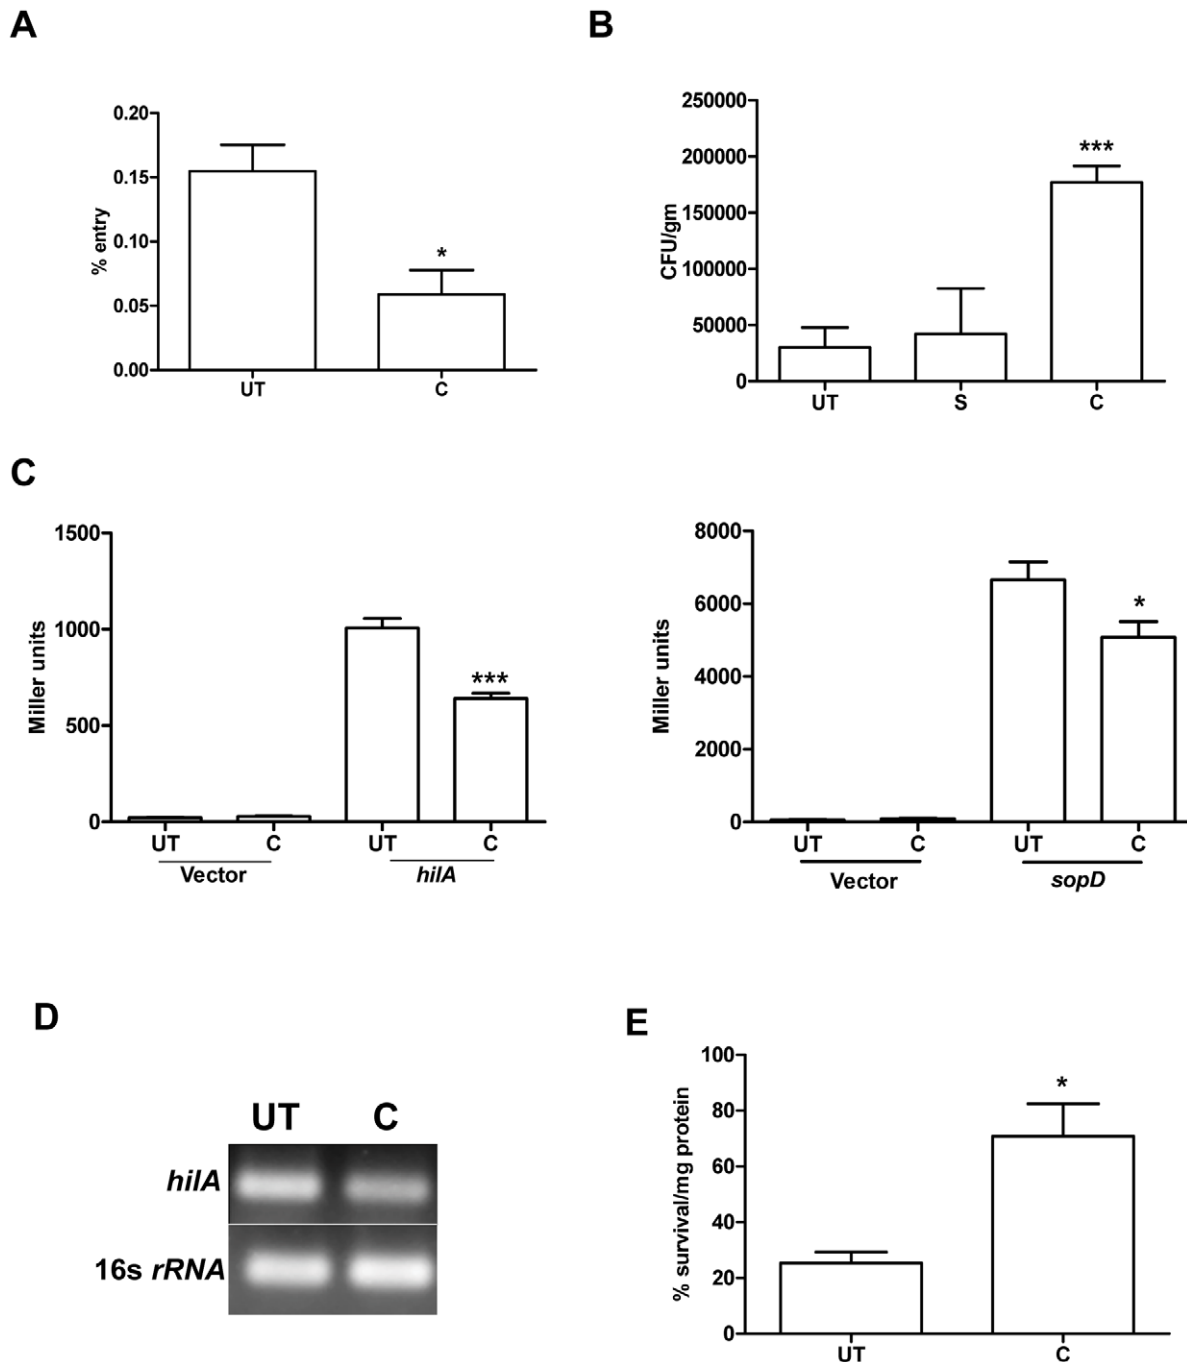 A
B
% entry
0.20
0.15
0.10
0.05
0.00
*
UT
C
CFU/gm
250000
200000
150000
100000
50000
0
***
UT
S
C
C
Miller units
1500
1000
500
0
***
UT
C
UT
C
Vector
hilA
Miller units
8000
6000
4000
2000
0
*
UT
C
UT
C
Vector
sopD
D
UT
C
hilA
16s rRNA
E
% survival/mg protein
100
80
60
40
20
0
*
UT
C